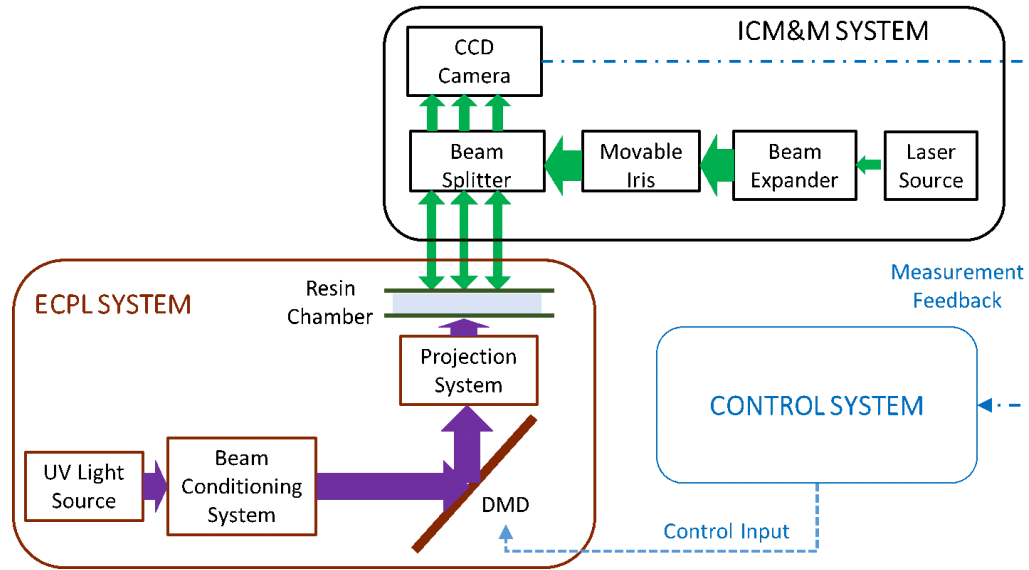 ICM&M SYSTEM
CCD
Camera
Beam
Splitter
Movable
Iris
Beam
Expander
Laser
Source
Measurement
Feedback
ECPL SYSTEM
Resin
Chamber
Projection
System
CONTROL SYSTEM
UV Light
Source
Beam
Conditioning
System
DMD
Control Input